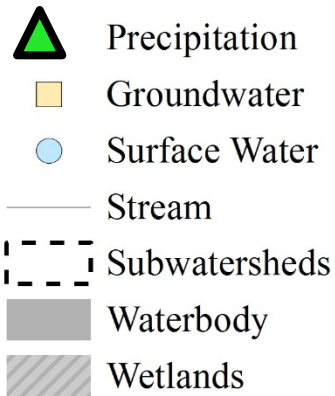 Precipitation
Groundwater
Surface Water
Stream
Subwatersheds
Waterbody
Wetlands